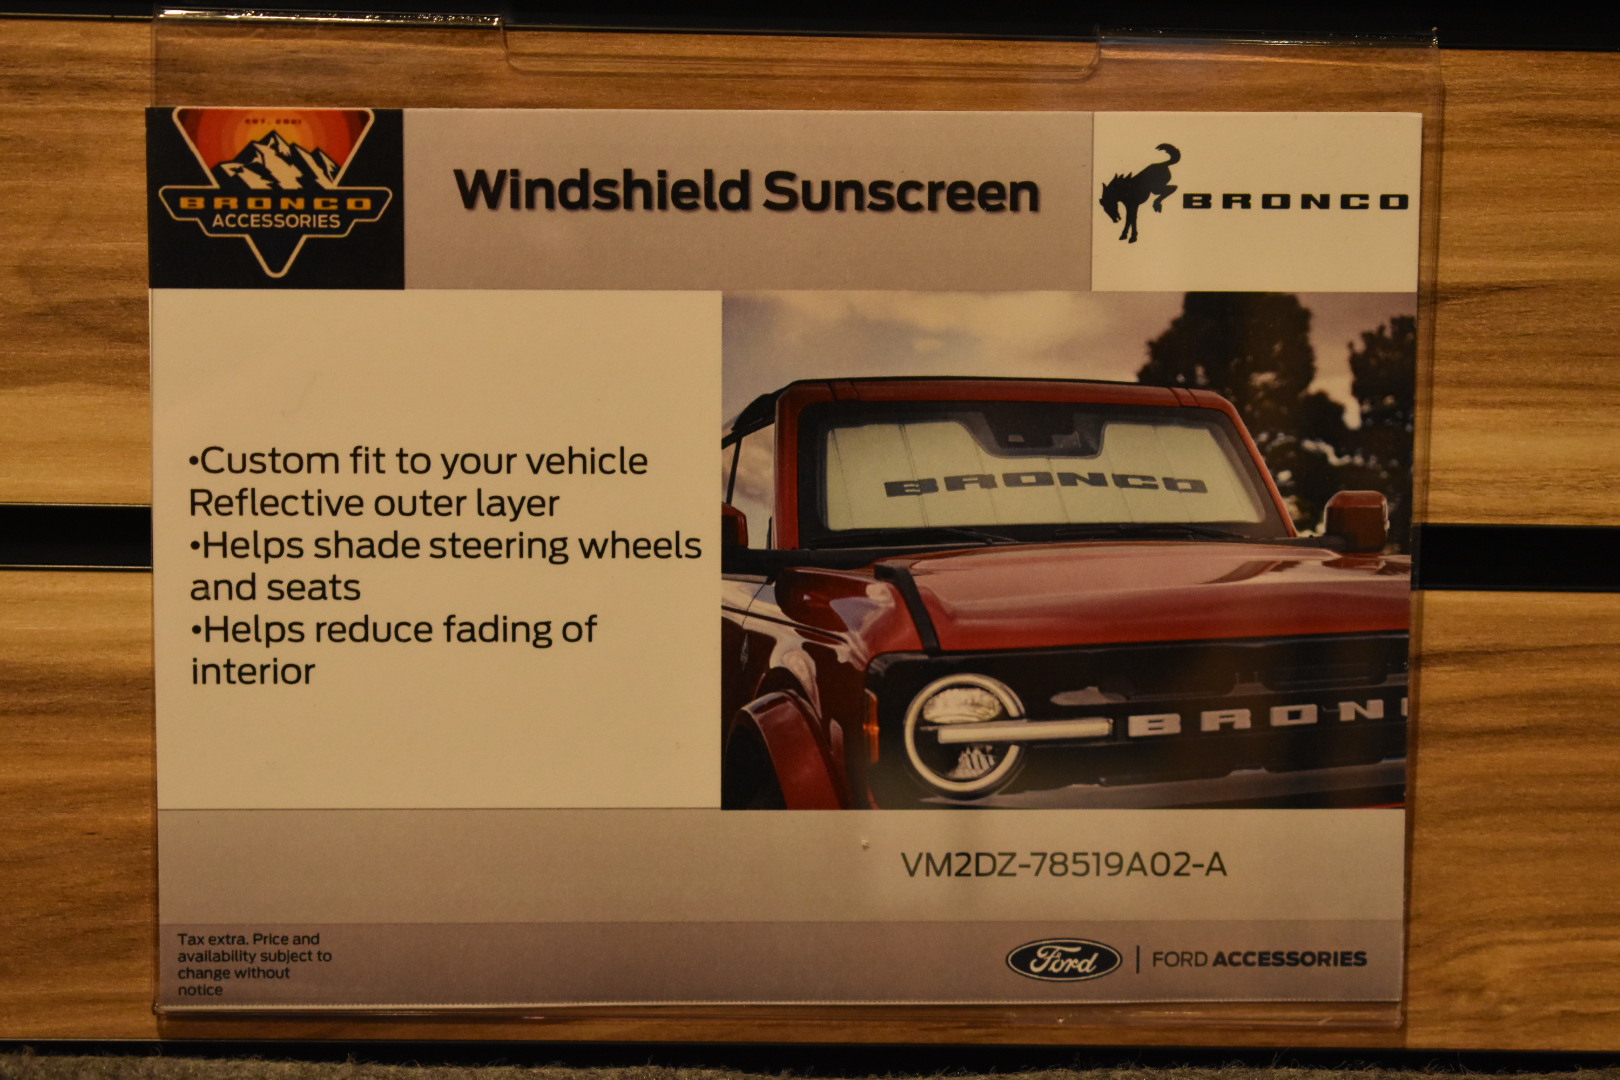 EST. 2021
BRONCO
ACCESSORIES
Windshield Sunscreen
BRONCO
•Custom fit to your vehicle
Reflective outer layer
•Helps shade steering wheels
and seats
•Helps reduce fading of
interior
BRONCO
BRON
VM2DZ-78519A02-A
Tax extra. Price and
availability subject to
change without
notice
Ford | FORD ACCESSORIES